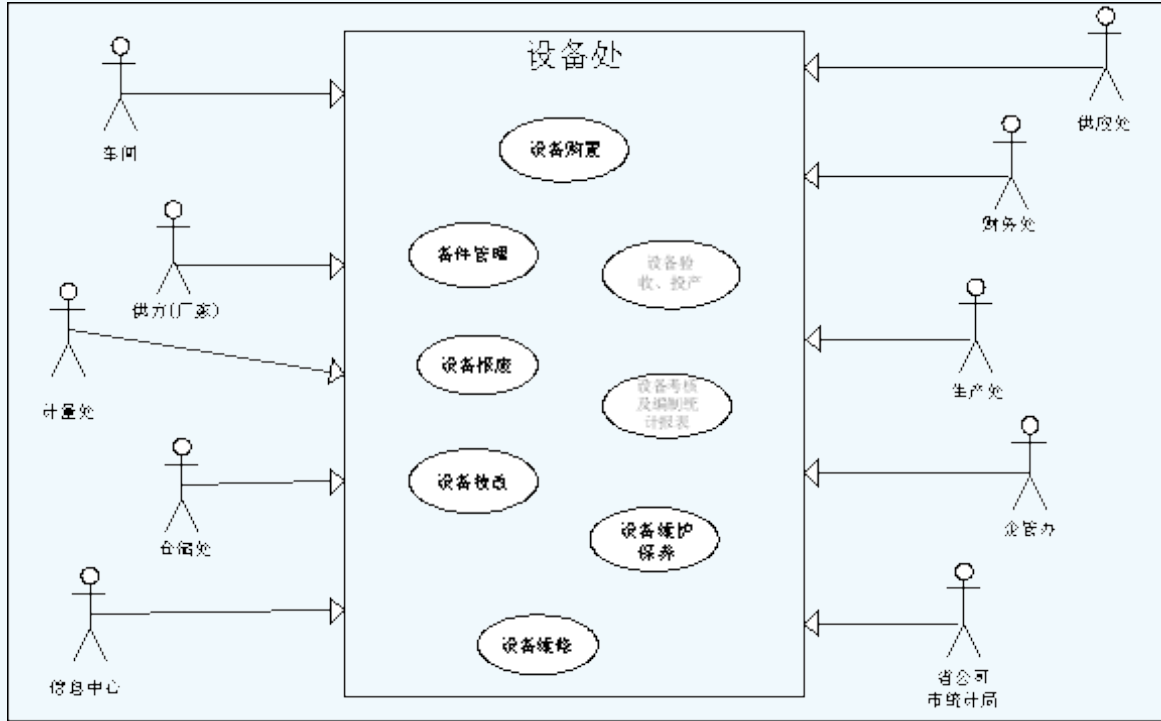 设备处
车间
供应处
设备购置
财务处
备件管理
设备验
收、投产
供方(厂家)
设备报废
生产处
计量处
设备考核
及编制统
计报表
设备技改
企管办
仓储处
设备维护
保养
设备维修
信息中心
省公司
市统计局